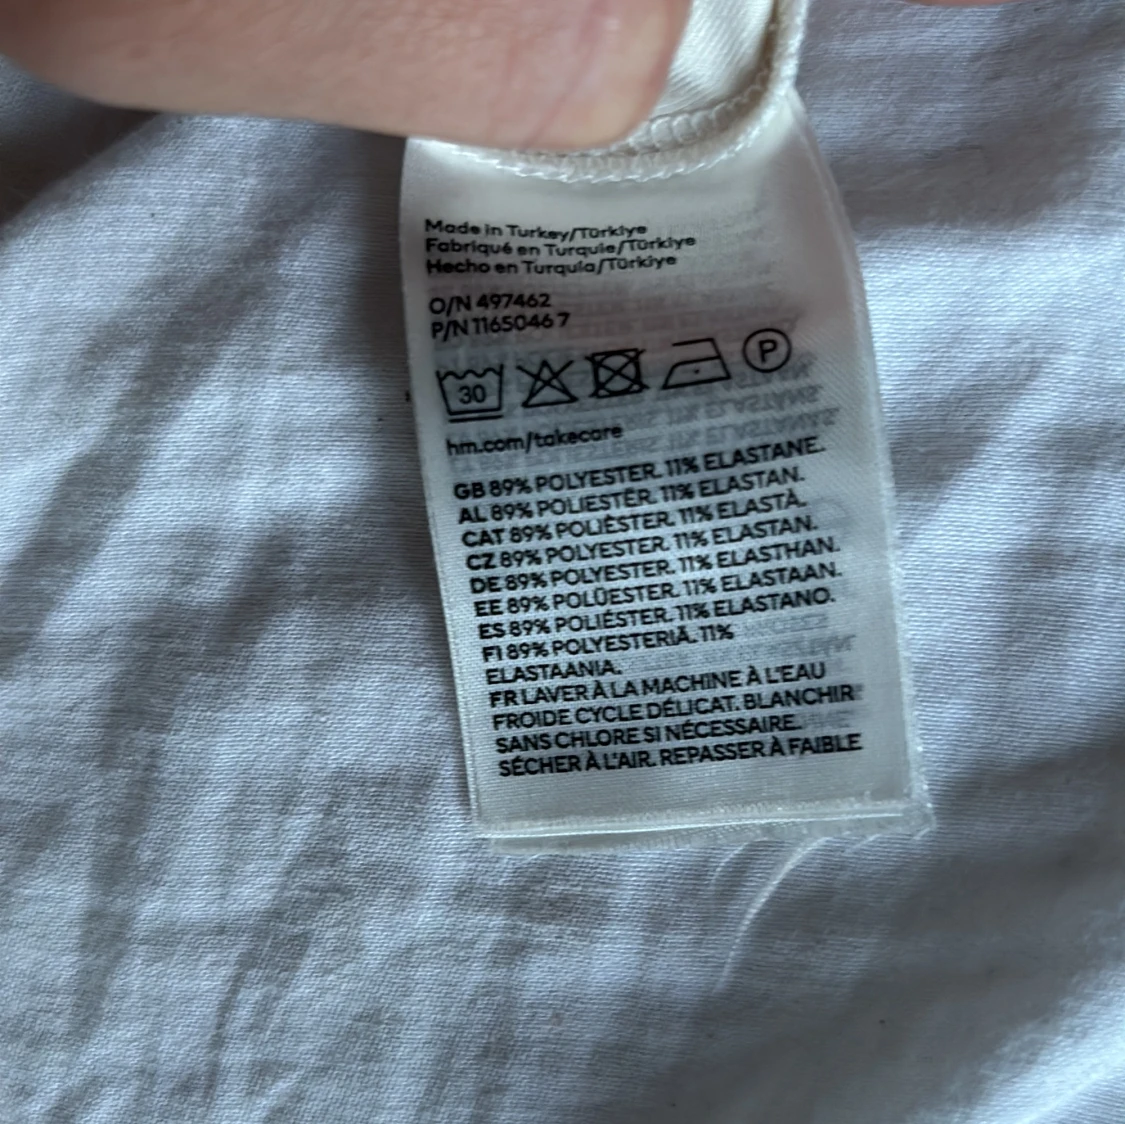 Made in Turkey/Türkiye
Fabriqué en Turquie/Türkiye
Hecho en Turquía/Türkiye
O/N 497462
P/N 1165046 7
30
P
hm.com/takecare
GB 89% POLYESTER. 11% ELASTANE.
AL 89% POLIESTËR. 11% ELASTAN.
CAT 89% POLIÈSTER. 11% ELASTÀ.
CZ 89% POLYESTER. 11% ELASTAN.
DE 89% POLYESTER. 11% ELASTHAN.
EE 89% POLÜESTER. 11% ELASTAAN.
ES 89% POLIÉSTER. 11% ELASTANO.
FI 89% POLYESTERIÄ. 11%
ELASTAANIA.
FR LAVER À LA MACHINE À L'EAU
FROIDE CYCLE DÉLICAT. BLANCHIR
SANS CHLORE SI NÉCESSAIRE.
SÉCHER À L'AIR. REPASSER À FAIBLE